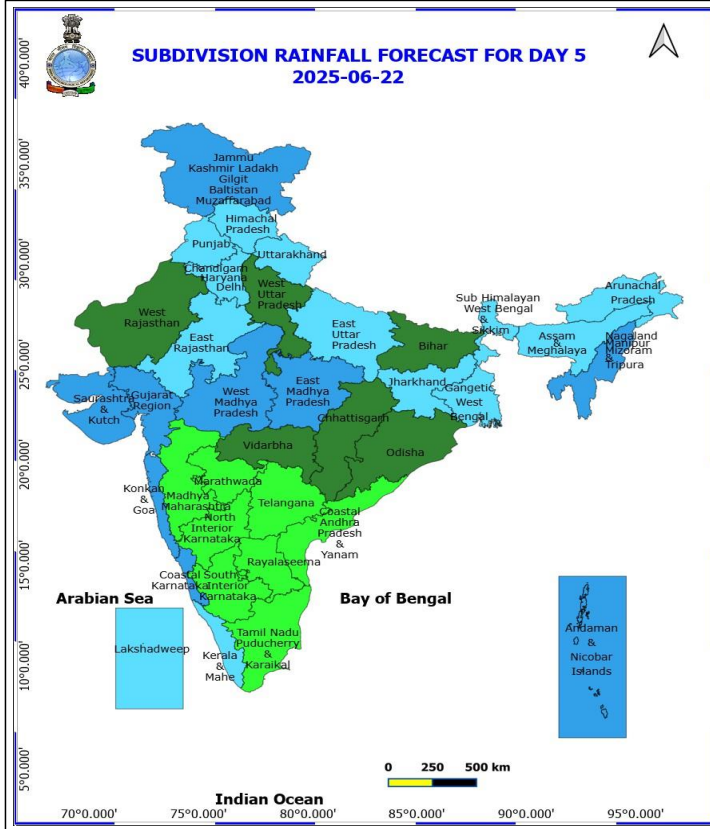 SUBDIVISION RAINFALL FORECAST FOR DAY 5
2025-06-22
40°0.000'
35°0.000'
30°0.000'
25°0.000'
20°0.000'
15°0.000'
10°0.000'
5°0.000'
Jammu
Kashmir Ladakh
Gilgit
Baltistan
Muzaffarabad
Himachal
Pradesh
Punjab
Uttarakhand
Chandigarh
Haryana
Delhi
West
Uttar
Pradesh
West
Rajasthan
East
Rajasthan
East
Uttar
Pradesh
Bihar
Sub Himalayan
West Bengal
&
Sikkim
Arunachal
Pradesh
Assam
&
Meghalaya
Nagaland
Manipur
Mizoram
&
Tripura
Saurashtra
&
Kutch
Gujarat
Region
West
Madhya
Pradesh
East
Madhya
Pradesh
Jharkhand
Gangetic
West
Bengal
Chhattisgarh
Vidarbha
Odisha
Konkan
&
Goa
Madhya
Maharashtra
Marathwada
Telangana
North
Interior
Karnataka
Coastal
Andhra
Pradesh
&
Yanam
Rayalaseema
Coastal
Karnataka
South
Interior
Karnataka
Arabian Sea
Bay of Bengal
Lakshadweep
Kerala
&
Mahe
Tamil Nadu
Puducherry
&
Karaikal
Andaman
&
Nicobar
Islands
0 250 500 km
Indian Ocean
70°0.000' 75°0.000' 80°0.000' 85°0.000' 90°0.000' 95°0.000'